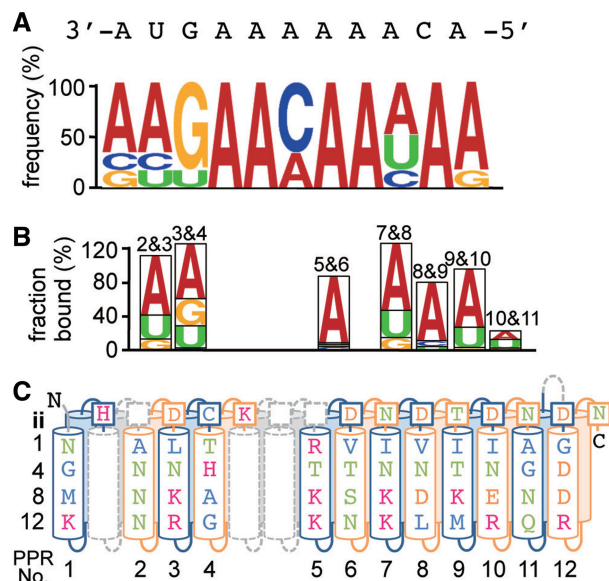 A
3'-A U G A A A A A A C A -5'
frequency (%)
100
50
0
A A G A A C A A A A A
C C A U
G U U C G
B
fraction bound (%)
120
80
40
0
2&3 3&4 5&6 7&8 8&9 9&10 10&11
A A A A A A A
U G U C U U
G U G
C
N H D C K D N D T D N D N
ii
1 N A L T R V I V I I A G C
4 G N N H T T N N T N G D
8 M N K A K S K D K E N D
12 K N R G K N K L M R Q R
PPR No. 1 2 3 4 5 6 7 8 9 10 11 12